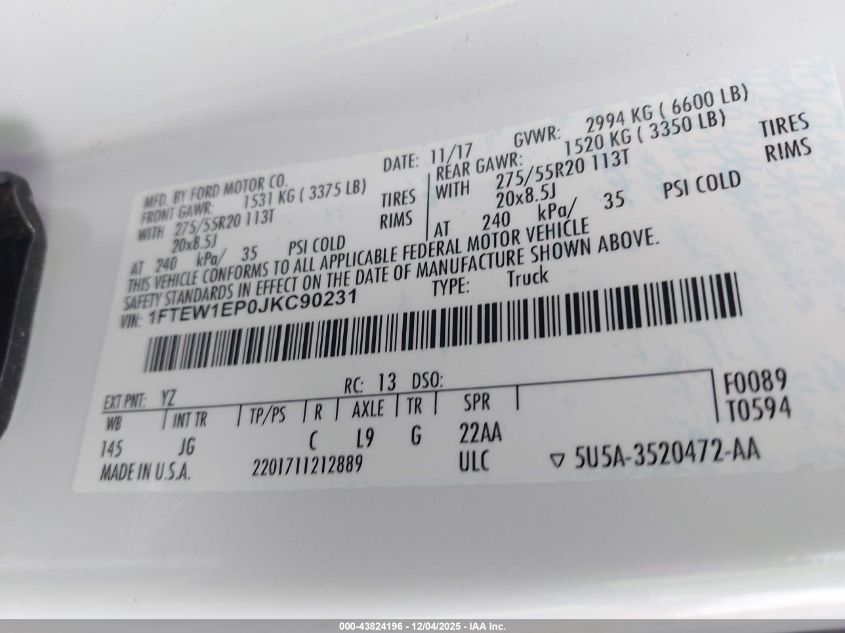 MFD. BY FORD MOTOR CO.
FRONT GAWR: 1531 KG ( 3375 LB)
WITH 275/55R20 113T TIRES
20x8.5J RIMS
AT 240 kPa/ 35 PSI COLD
DATE: 11/17 GVWR: 2994 KG ( 6600 LB)
REAR GAWR: 1520 KG ( 3350 LB)
WITH 275/55R20 113T TIRES
20x8.5J RIMS
AT 240 kPa/ 35 PSI COLD
THIS VEHICLE CONFORMS TO ALL APPLICABLE FEDERAL MOTOR VEHICLE
SAFETY STANDARDS IN EFFECT ON THE DATE OF MANUFACTURE SHOWN ABOVE.
VIN: 1FTEW1EP0JKC90231 TYPE: Truck
EXT PNT: YZ RC: 13 DSO: F0089
WB INT TR TP/PS R AXLE TR SPR T0594
145 JG C L9 G 22AA
MADE IN U.S.A. 2201711212889 ULC ▽ 5U5A-3520472-AA
000-43824196 - 12/04/2025 - IAA Inc.